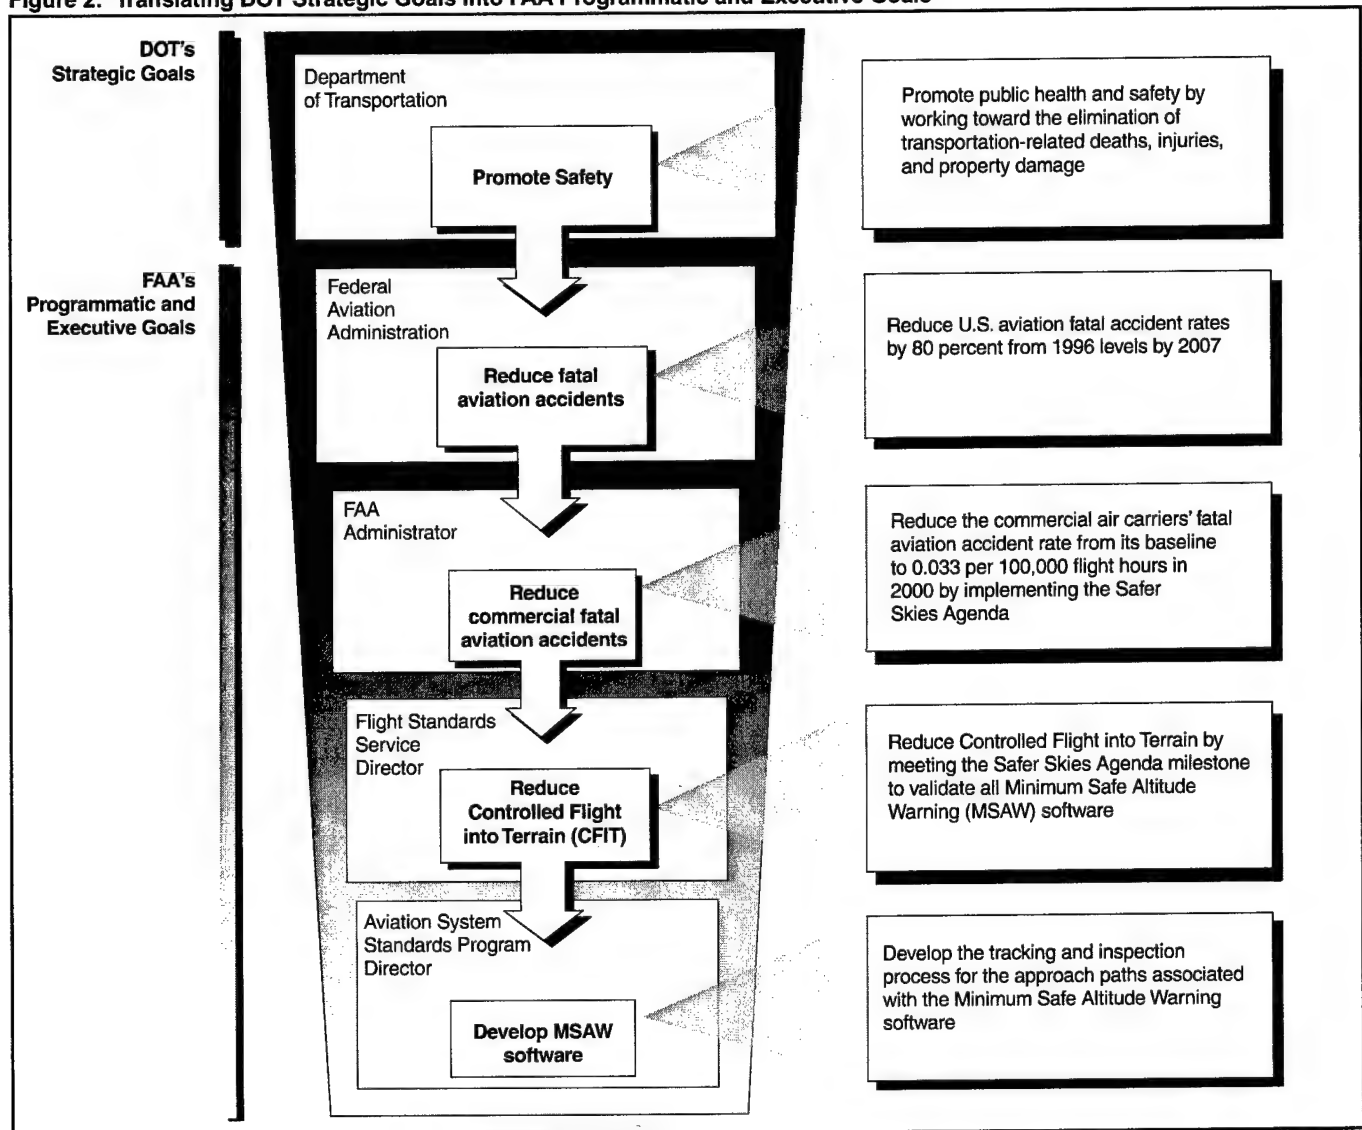 Figure 2: Translating DOT Strategic Goals into FAA Programmatic and Executive Goals
DOT's
Strategic Goals
Department
of Transportation
Promote Safety
Promote public health and safety by
working toward the elimination of
transportation-related deaths, injuries,
and property damage
FAA's
Programmatic and
Executive Goals
Federal
Aviation
Administration
Reduce fatal
aviation accidents
Reduce U.S. aviation fatal accident rates
by 80 percent from 1996 levels by 2007
FAA
Administrator
Reduce
commercial fatal
aviation accidents
Reduce the commercial air carriers' fatal
aviation accident rate from its baseline
to 0.033 per 100,000 flight hours in
2000 by implementing the Safer
Skies Agenda
Flight Standards
Service
Director
Reduce
Controlled Flight
into Terrain (CFIT)
Reduce Controlled Flight into Terrain by
meeting the Safer Skies Agenda milestone
to validate all Minimum Safe Altitude
Warning (MSAW) software
Aviation System
Standards Program
Director
Develop MSAW
software
Develop the tracking and inspection
process for the approach paths associated
with the Minimum Safe Altitude Warning
software